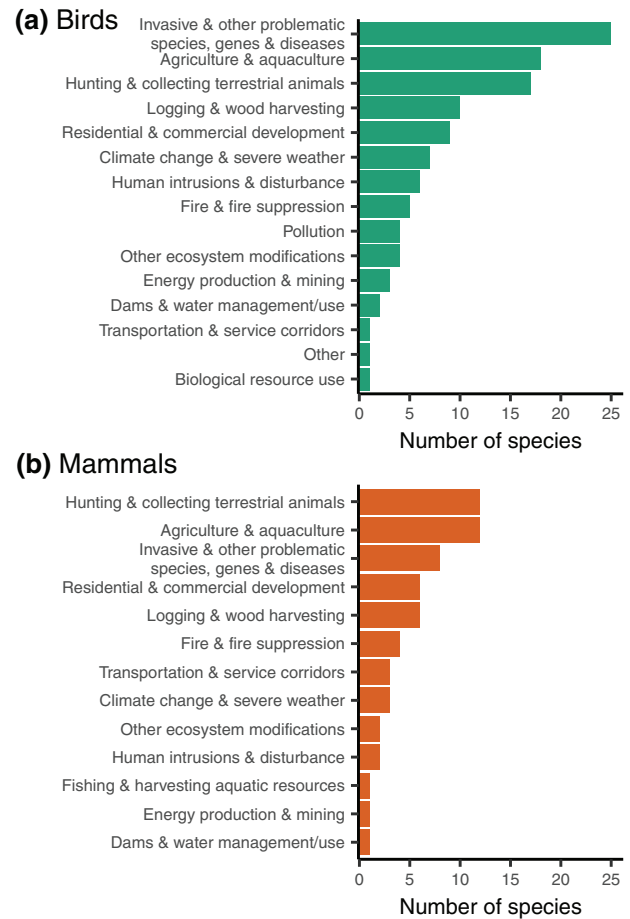 (a) Birds
Invasive & other problematic
species, genes & diseases
Agriculture & aquaculture
Hunting & collecting terrestrial animals
Logging & wood harvesting
Residential & commercial development
Climate change & severe weather
Human intrusions & disturbance
Fire & fire suppression
Pollution
Other ecosystem modifications
Energy production & mining
Dams & water management/use
Transportation & service corridors
Other
Biological resource use
0 5 10 15 20 25
Number of species
(b) Mammals
Hunting & collecting terrestrial animals
Agriculture & aquaculture
Invasive & other problematic
species, genes & diseases
Residential & commercial development
Logging & wood harvesting
Fire & fire suppression
Transportation & service corridors
Climate change & severe weather
Other ecosystem modifications
Human intrusions & disturbance
Fishing & harvesting aquatic resources
Energy production & mining
Dams & water management/use
0 5 10 15 20 25
Number of species